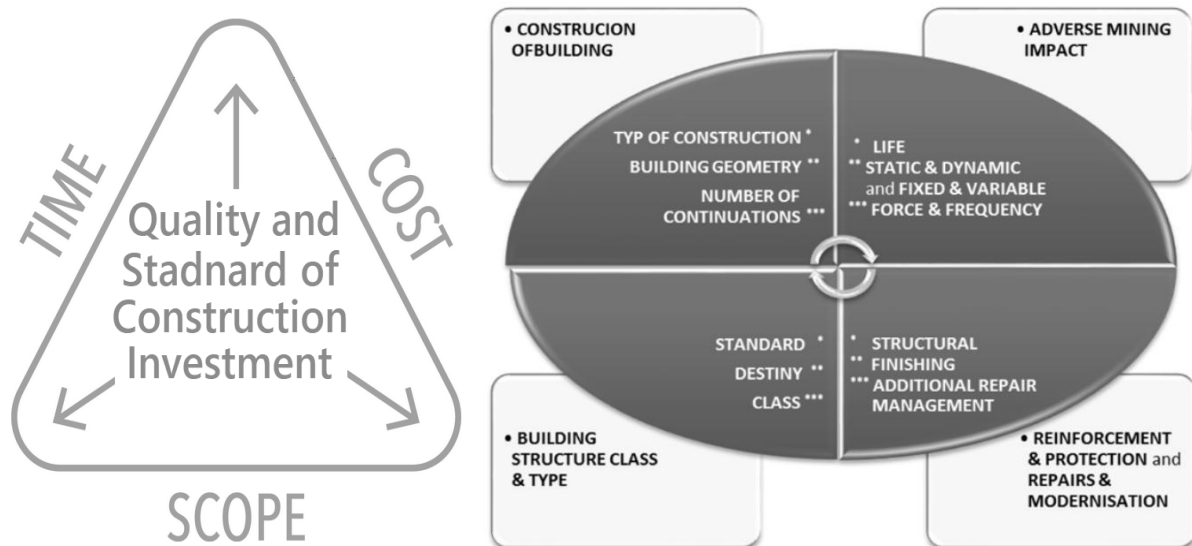 TIME
COST
Quality and
Stadnard of
Construction
Investment
SCOPE
• CONSTRUCION
OFBUILDING
• ADVERSE MINING
IMPACT
TYP OF CONSTRUCTION *
BUILDING GEOMETRY **
NUMBER OF
CONTINUATIONS ***
* LIFE
** STATIC & DYNAMIC
and FIXED & VARIABLE
*** FORCE & FREQUENCY
STANDARD *
DESTINY **
CLASS ***
* STRUCTURAL
** FINISHING
*** ADDITIONAL REPAIR
MANAGEMENT
• BUILDING
STRUCTURE CLASS
& TYPE
• REINFORCEMENT
& PROTECTION and
REPAIRS &
MODERNISATION